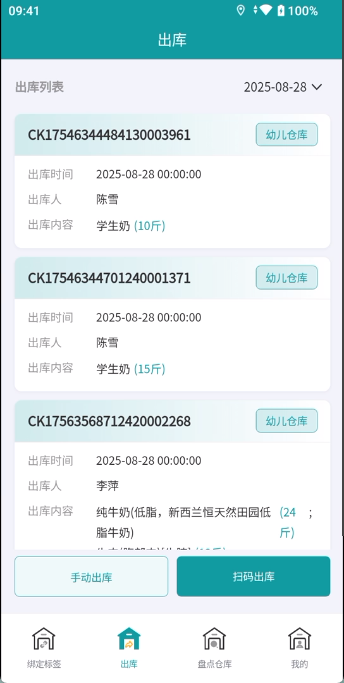 09:41
100%
出库
出库列表
2025-08-28
CK17546344484130003961
幼儿仓库
出库时间 2025-08-28 00:00:00
出库人 陈雪
出库内容 学生奶 (10斤)
CK17546344701240001371
幼儿仓库
出库时间 2025-08-28 00:00:00
出库人 陈雪
出库内容 学生奶 (15斤)
CK17563568712420002268
幼儿仓库
出库时间 2025-08-28 00:00:00
出库人 李萍
出库内容 纯牛奶(低脂，新西兰恒天然田园低 (24 ;
脂牛奶) 斤)
手动出库
扫码出库
绑定标签
出库
盘点仓库
我的